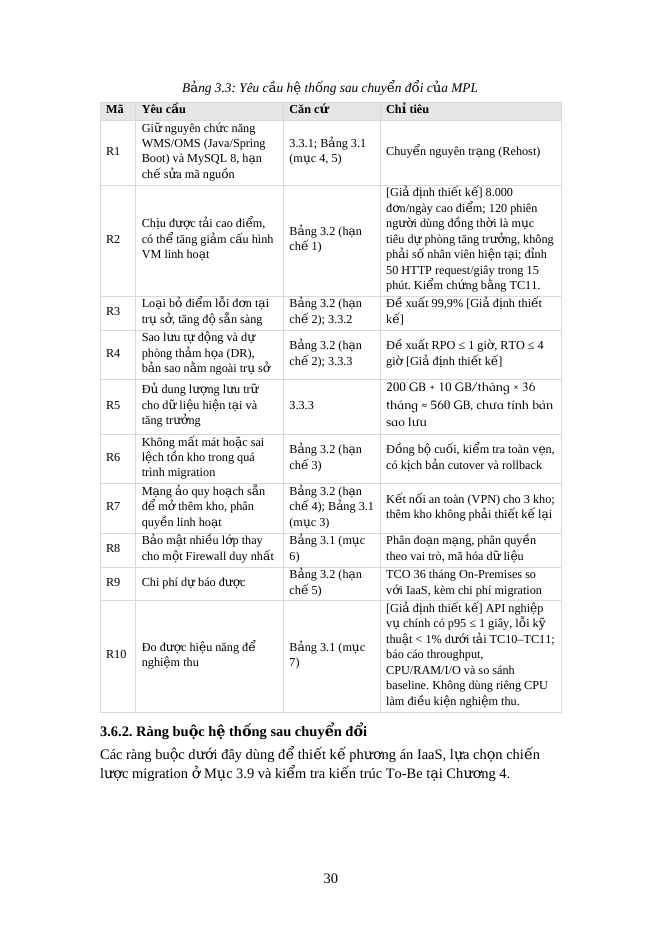 Bảng 3.3: Yêu cầu hệ thống sau chuyển đổi của MPL
Mã Yêu cầu Căn cứ Chỉ tiêu
R1
Giữ nguyên chức năng
WMS/OMS (Java/Spring
Boot) và MySQL 8, hạn
chế sửa mã nguồn
3.3.1; Bảng 3.1
(mục 4, 5)
Chuyển nguyên trạng (Rehost)
R2
Chịu được tải cao điểm,
có thể tăng giảm cấu hình
VM linh hoạt
Bảng 3.2 (hạn
chế 1)
[Giả định thiết kế] 8.000
đơn/ngày cao điểm; 120 phiên
người dùng đồng thời là mục
tiêu dự phòng tăng trưởng, không
phải số nhân viên hiện tại; đỉnh
50 HTTP request/giây trong 15
phút. Kiểm chứng bằng TC11.
R3
Loại bỏ điểm lỗi đơn tại
trụ sở, tăng độ sẵn sàng
Bảng 3.2 (hạn
chế 2); 3.3.2
Đề xuất 99,9% [Giả định thiết
kế]
R4
Sao lưu tự động và dự
phòng thảm họa (DR),
bản sao nằm ngoài trụ sở
Bảng 3.2 (hạn
chế 2); 3.3.3
Đề xuất RPO ≤ 1 giờ, RTO ≤ 4
giờ [Giả định thiết kế]
R5
Đủ dung lượng lưu trữ
cho dữ liệu hiện tại và
tăng trưởng
3.3.3
200 GB + 10 GB/tháng × 36
tháng ≈ 560 GB, chưa tính bản
sao lưu
R6
Không mất mát hoặc sai
lệch tồn kho trong quá
trình migration
Bảng 3.2 (hạn
chế 3)
Đồng bộ cuối, kiểm tra toàn vẹn,
có kịch bản cutover và rollback
R7
Mạng ảo quy hoạch sẵn
để mở thêm kho, phân
quyền linh hoạt
Bảng 3.2 (hạn
chế 4); Bảng 3.1
(mục 3)
Kết nối an toàn (VPN) cho 3 kho;
thêm kho không phải thiết kế lại
R8
Bảo mật nhiều lớp thay
cho một Firewall duy nhất
Bảng 3.1 (mục
6)
Phân đoạn mạng, phân quyền
theo vai trò, mã hóa dữ liệu
R9
Chi phí dự báo được
Bảng 3.2 (hạn
chế 5)
TCO 36 tháng On-Premises so
với IaaS, kèm chi phí migration
R10
Đo được hiệu năng để
nghiệm thu
Bảng 3.1 (mục
7)
[Giả định thiết kế] API nghiệp
vụ chính có p95 ≤ 1 giây, lỗi kỹ
thuật < 1% dưới tải TC10–TC11;
báo cáo throughput,
CPU/RAM/I/O và so sánh
baseline. Không dùng riêng CPU
làm điều kiện nghiệm thu.
3.6.2. Ràng buộc hệ thống sau chuyển đổi
Các ràng buộc dưới đây dùng để thiết kế phương án IaaS, lựa chọn chiến
lược migration ở Mục 3.9 và kiểm tra kiến trúc To-Be tại Chương 4.
30